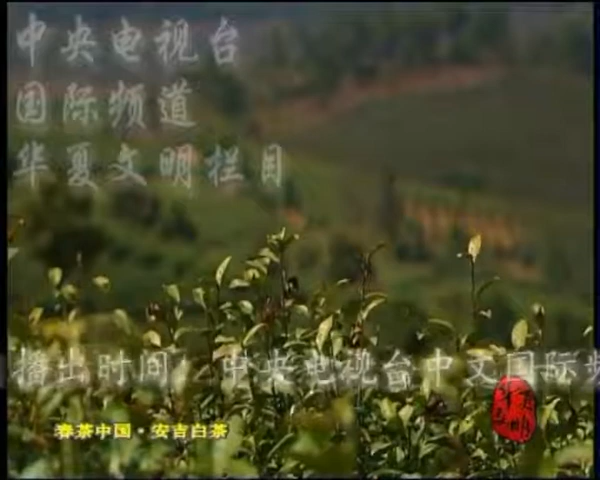 中央电视台
国际频道
华夏文明栏目
播出时间 中央电视台中文国际频
春茶中国·安吉白茶